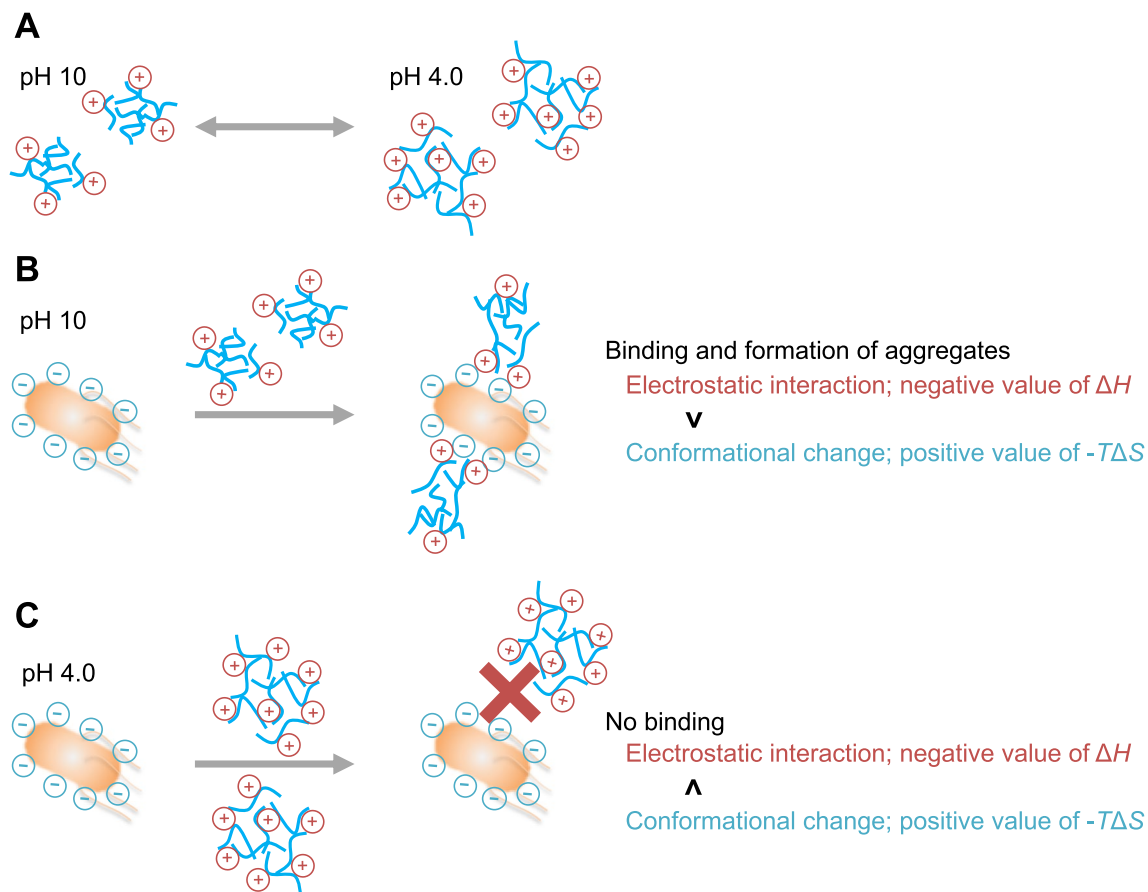 A
pH 10
pH 4.0
B
pH 10
Binding and formation of aggregates
Electrostatic interaction; negative value of ΔH
∨
Conformational change; positive value of -TΔS
C
pH 4.0
No binding
Electrostatic interaction; negative value of ΔH
∧
Conformational change; positive value of -TΔS